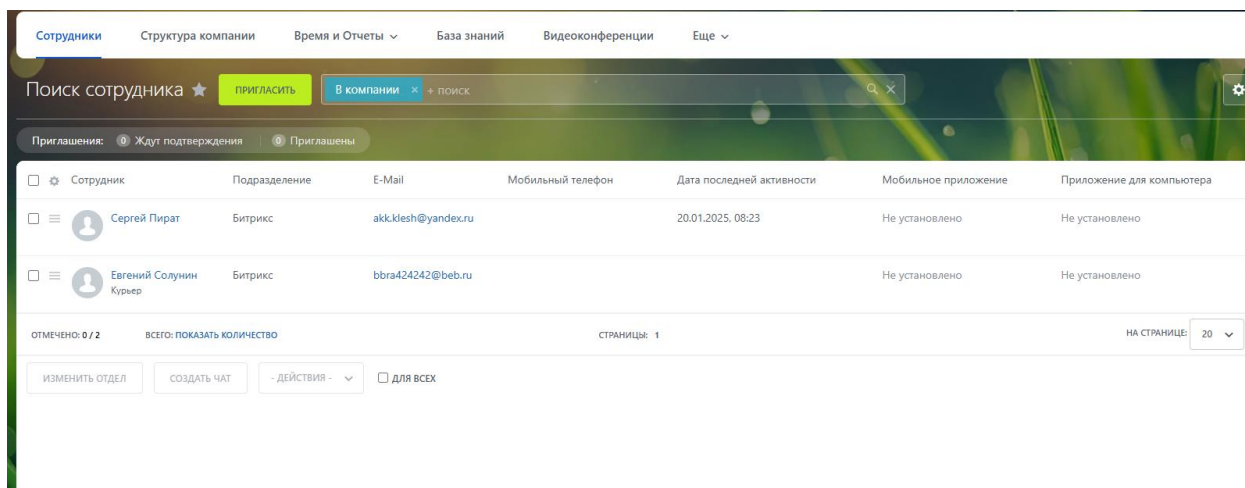 Сотрудники Структура компании Время и Отчеты База знаний Видеоконференции Еще
Поиск сотрудника ПРИГЛАСИТЬ В компании × + поиск
Приглашения: 0 Ждут подтверждения 0 Приглашены
Сотрудник Подразделение E-Mail Мобильный телефон Дата последней активности Мобильное приложение Приложение для компьютера
Сергей Пират Битрикс akk.klesh@yandex.ru 20.01.2025, 08:23 Не установлено Не установлено
Евгений Солунин Битрикс bbra424242@beb.ru Не установлено Не установлено
Курьер
ОТМЕЧЕНО: 0 / 2 ВСЕГО: ПОКАЗАТЬ КОЛИЧЕСТВО СТРАНИЦЫ: 1 НА СТРАНИЦЕ: 20
ИЗМЕНИТЬ ОТДЕЛ СОЗДАТЬ ЧАТ - ДЕЙСТВИЯ - ДЛЯ ВСЕХ